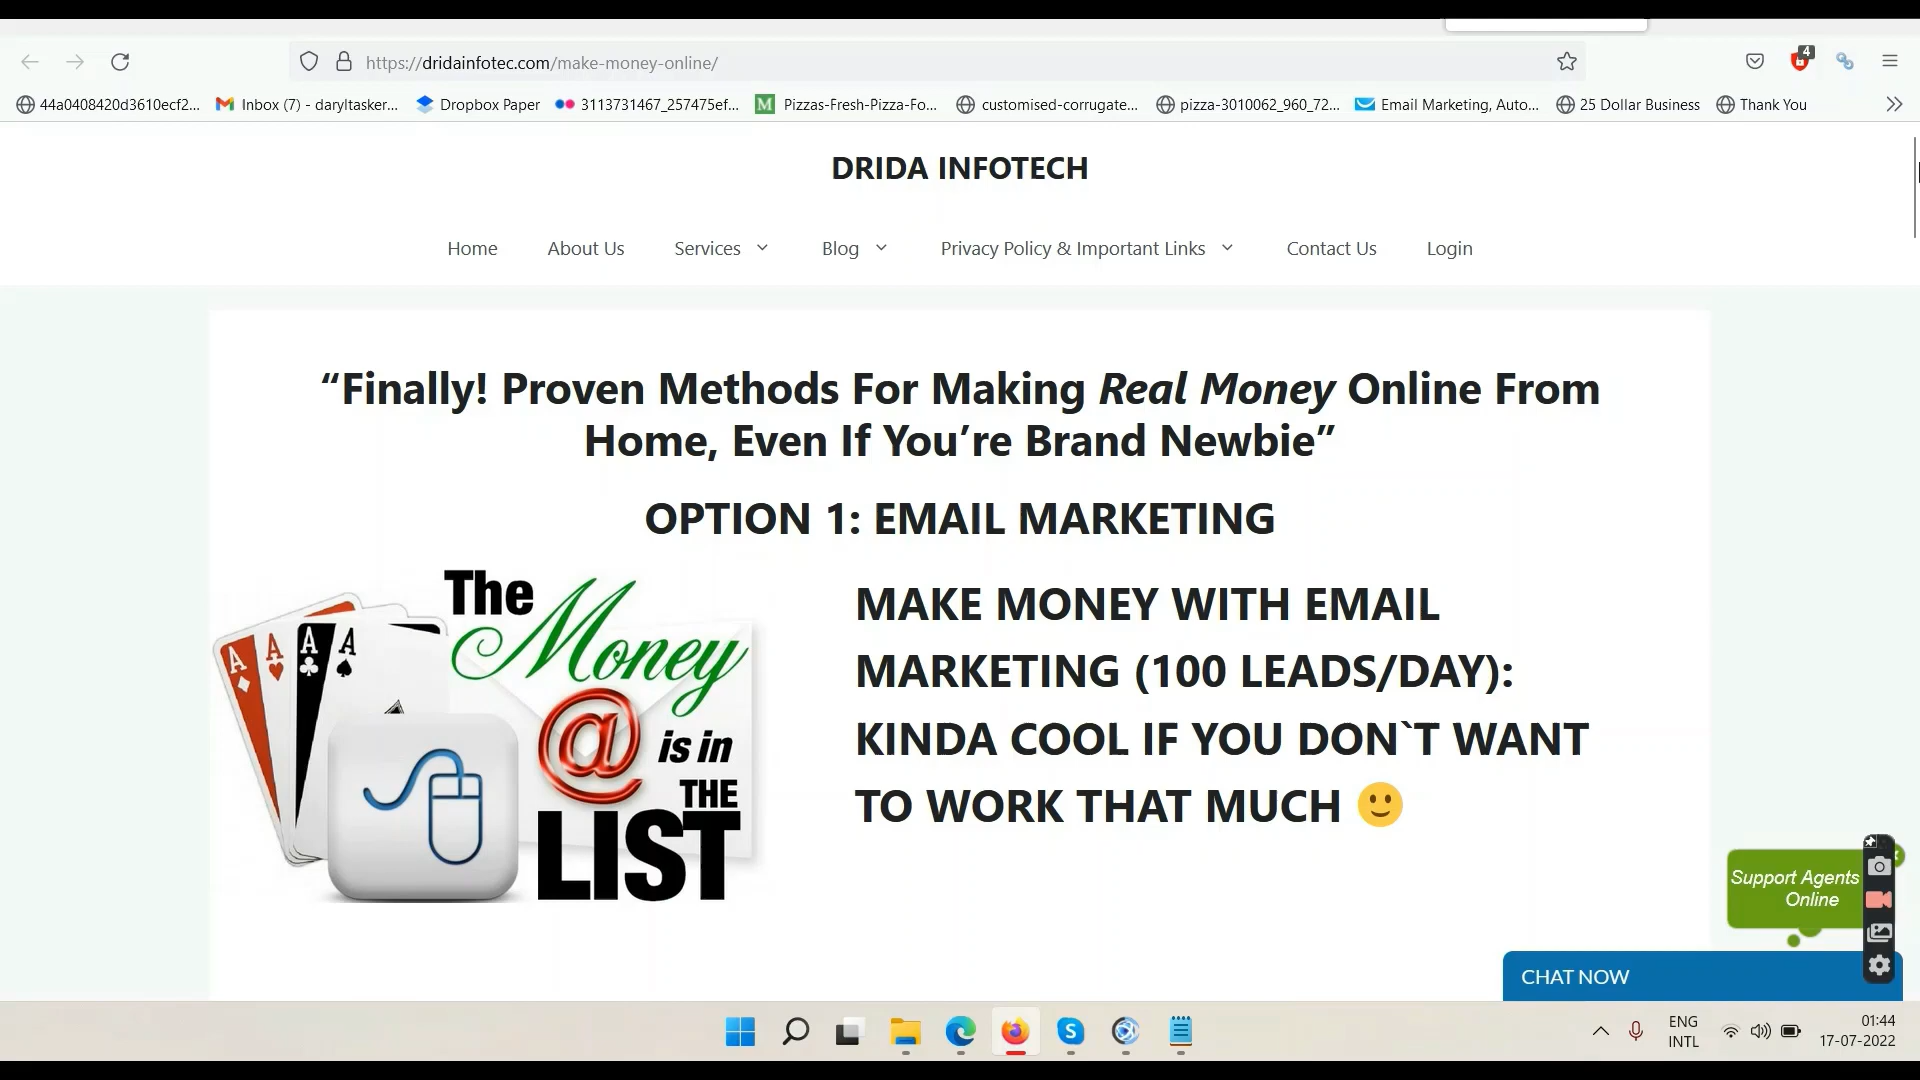 https://dridainfotec.com/make-money-online/
4
44a0408420d3610ecf2...
Inbox (7) - daryltasker...
Dropbox Paper
3113731467_257475ef...
M
Pizzas-Fresh-Pizza-Fo...
customised-corrugate...
pizza-3010062_960_72...
Email Marketing, Auto...
25 Dollar Business
Thank You
DRIDA INFOTECH
Home
About Us
Services
Blog
Privacy Policy & Important Links
Contact Us
Login
“Finally! Proven Methods For Making Real Money Online From
Home, Even If You’re Brand Newbie”
OPTION 1: EMAIL MARKETING
A A A A
The
Money
@ is in
THE
LIST
MAKE MONEY WITH EMAIL
MARKETING (100 LEADS/DAY):
KINDA COOL IF YOU DON`T WANT
TO WORK THAT MUCH 🙂
Support Agents
Online
CHAT NOW
S
ENG
INTL
01:44
17-07-2022